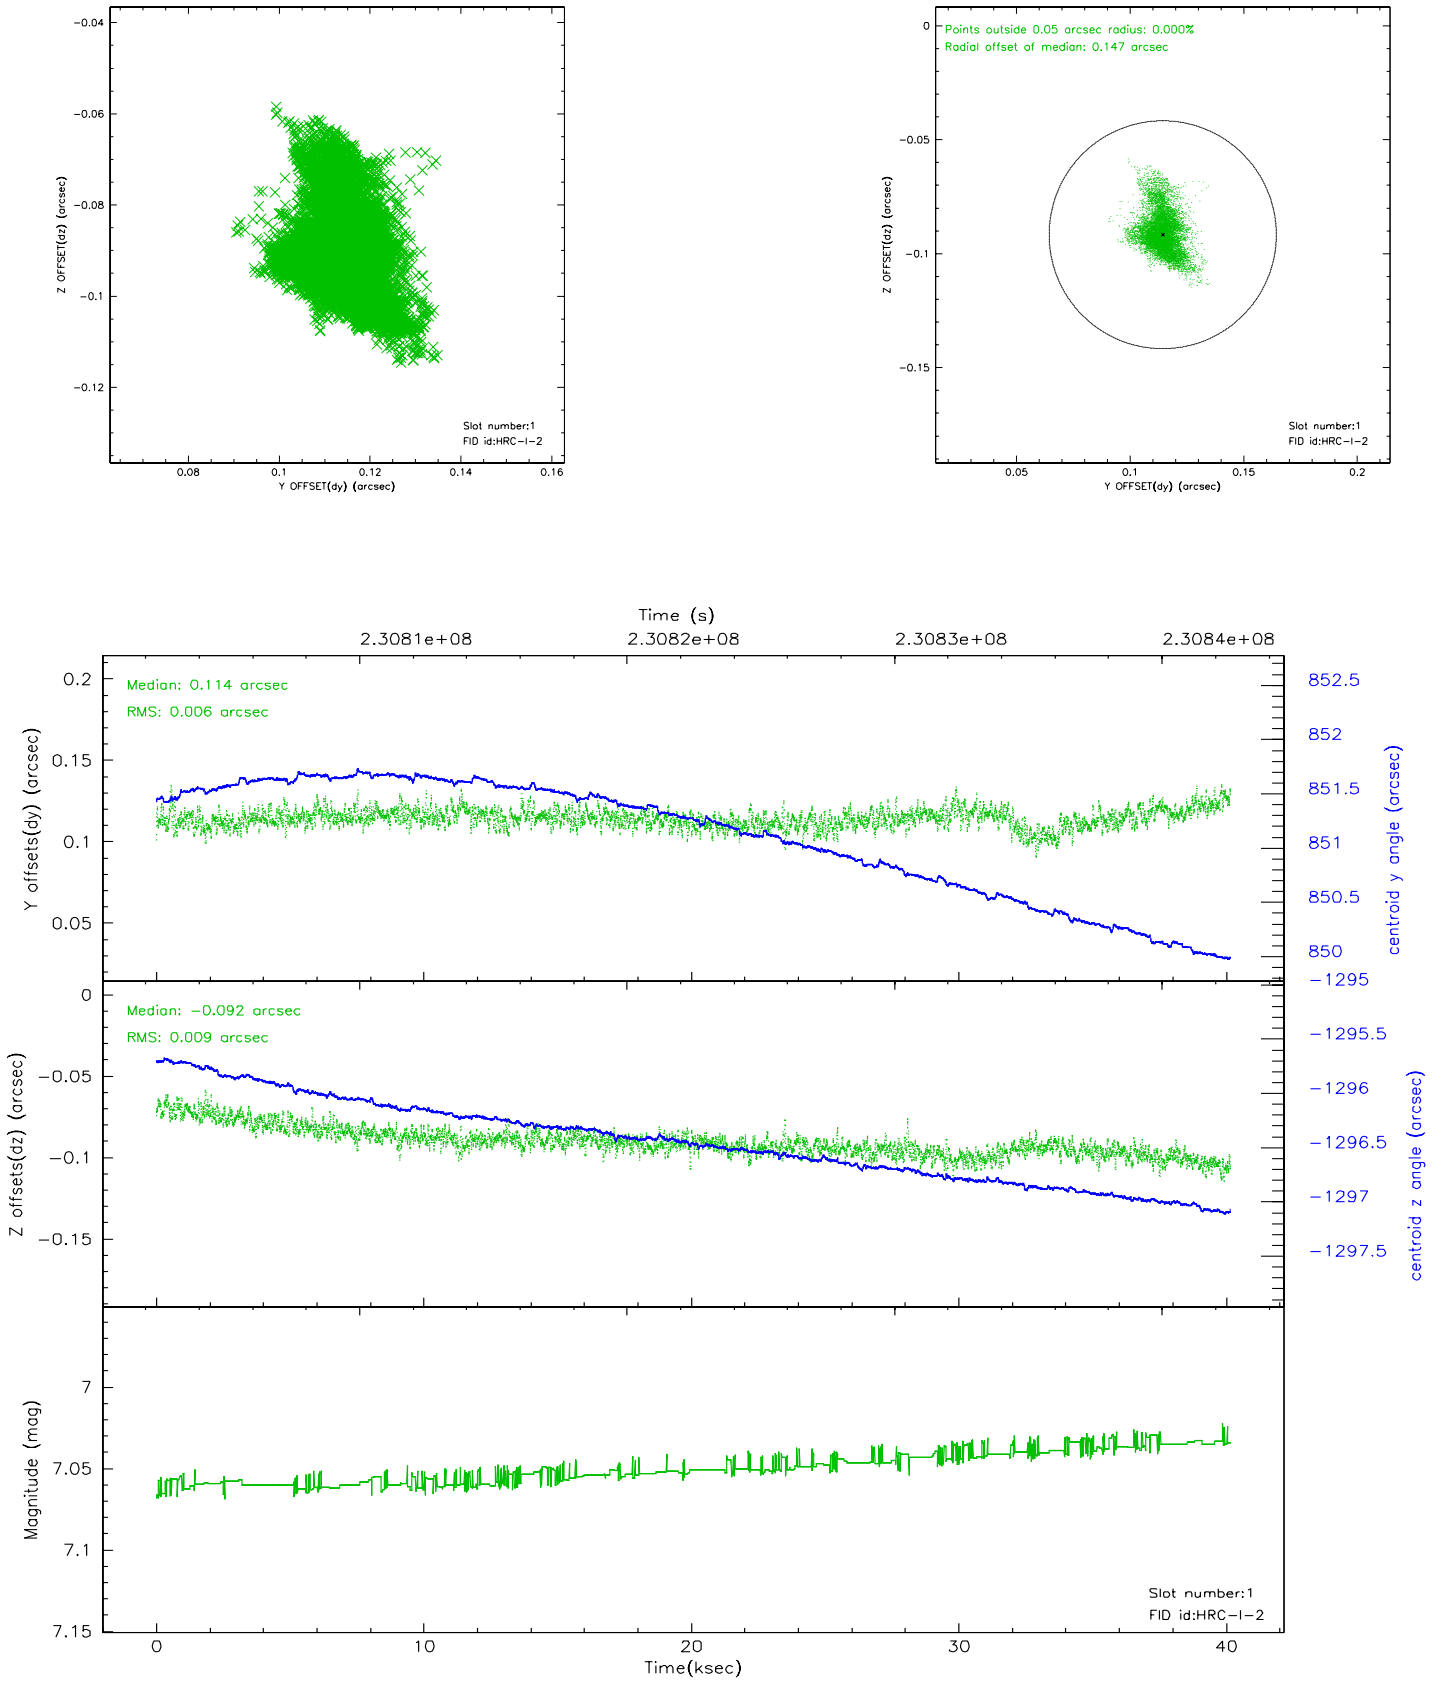 −0.04
−0.06
−0.08
−0.1
−0.12
Z OFFSET(dz) (arcsec)
0.08
0.1
0.12
0.14
0.16
Y OFFSET(dy) (arcsec)
Slot number:1
FID id:HRC−I−2
Points outside 0.05 arcsec radius: 0.000%
Radial offset of median: 0.147 arcsec
0
−0.05
−0.1
−0.15
Z OFFSET(dz) (arcsec)
0.05
0.1
0.15
0.2
Y OFFSET(dy) (arcsec)
Slot number:1
FID id:HRC−I−2
Time (s)
2.3081e+08
2.3082e+08
2.3083e+08
2.3084e+08
Median: 0.114 arcsec
RMS: 0.006 arcsec
0.2
0.15
0.1
0.05
Y offsets(dy) (arcsec)
852.5
852
851.5
851
850.5
850
centroid y angle (arcsec)
Median: −0.092 arcsec
RMS: 0.009 arcsec
0
−0.05
−0.1
−0.15
Z offsets(dz) (arcsec)
−1295
−1295.5
−1296
−1296.5
−1297
−1297.5
centroid z angle (arcsec)
7
7.05
7.1
7.15
Magnitude (mag)
Slot number:1
FID id:HRC−I−2
0
10
20
30
40
Time(ksec)